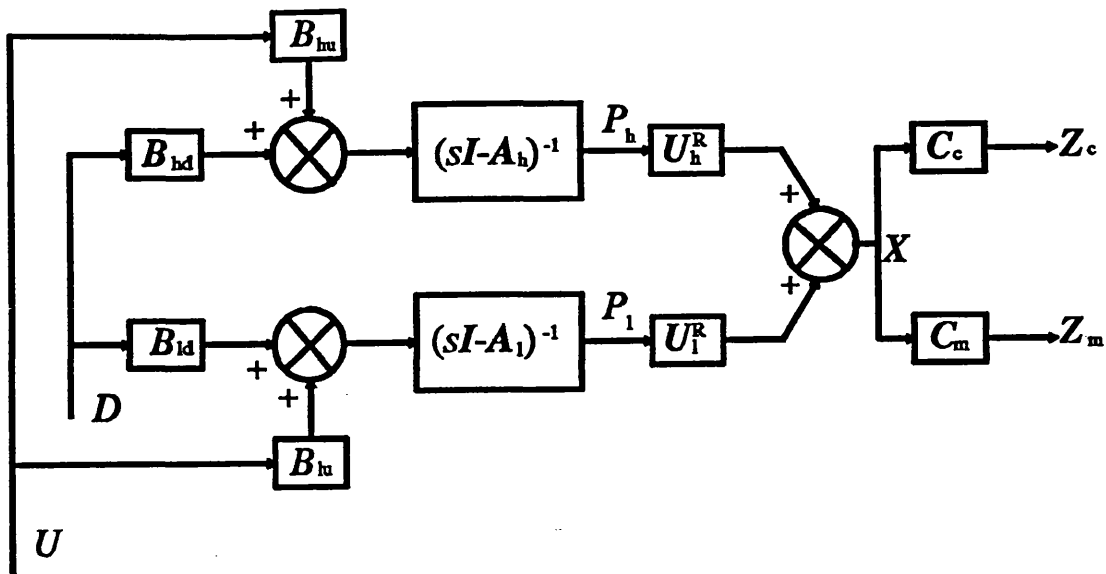 B_hu
+
+
B_hd
(sI-A_h)^-1
P_h
U_h^R
+
C_c
Z_c
X
+
B_ld
+
+
(sI-A_l)^-1
P_l
U_l^R
C_m
Z_m
D
B_lu
U